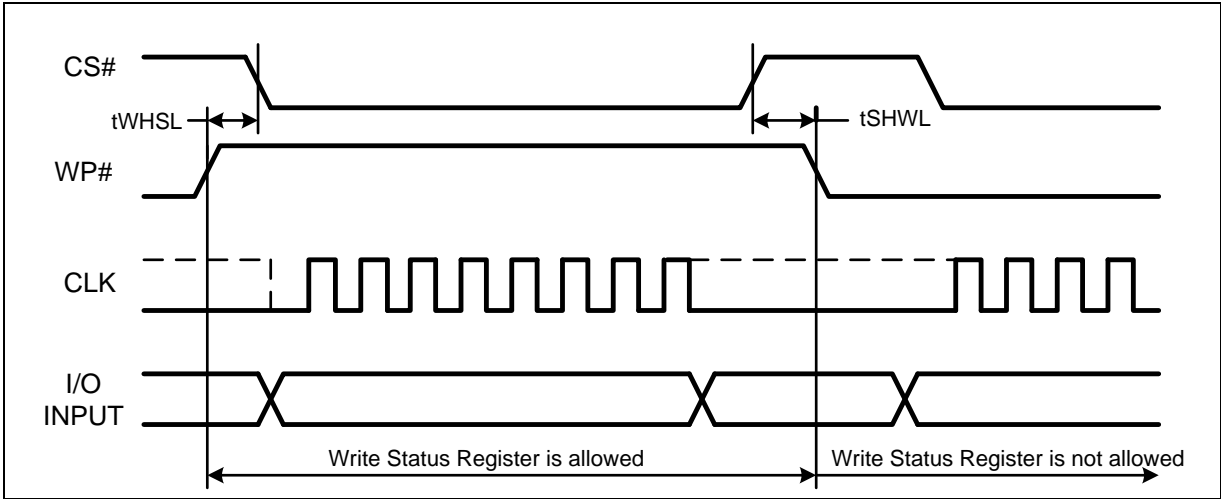 CS#
tWHSL
tSHWL
WP#
CLK
I/O
INPUT
Write Status Register is allowed
Write Status Register is not allowed